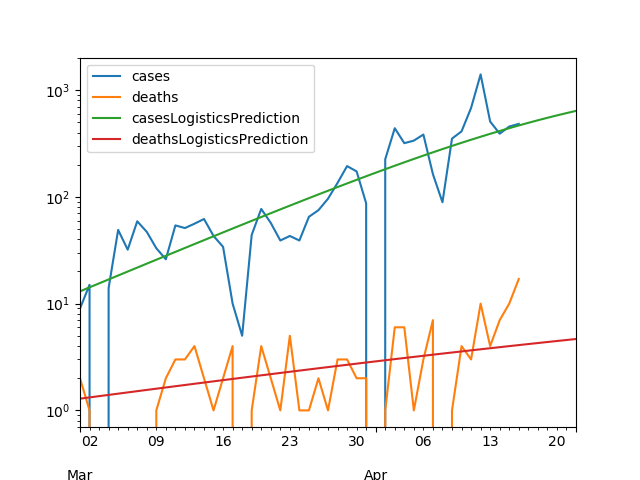 cases
deaths
casesLogisticsPrediction
deathsLogisticsPrediction
10³
10²
10¹
10⁰
02 09 16 23 30 06 13 20
Mar Apr